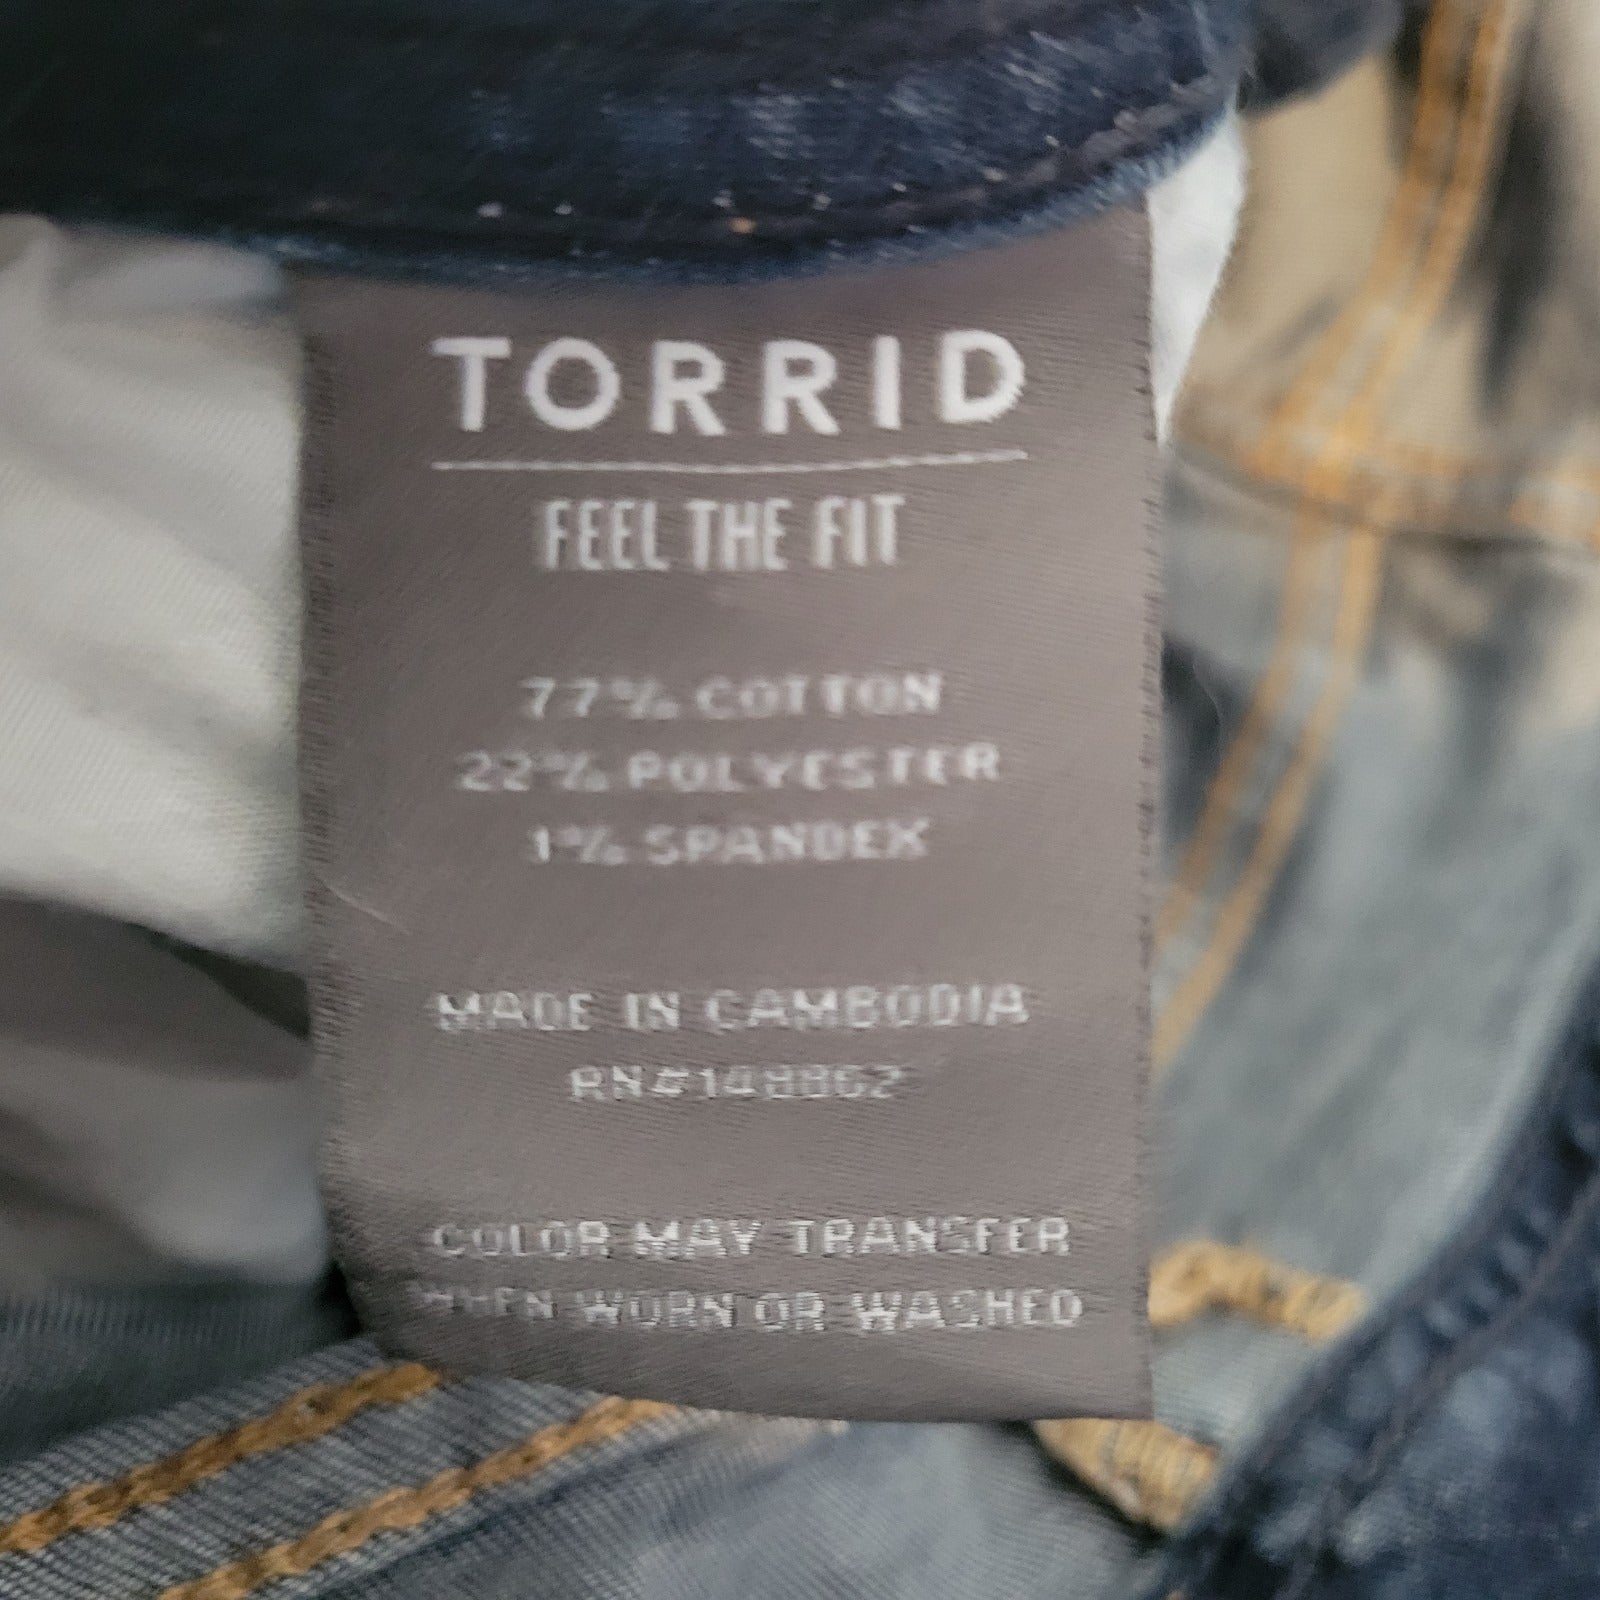 TORRID
FEEL THE FIT
77% COTTON
22% POLYESTER
1% SPANDEX
MADE IN CAMBODIA
RN#148862
COLOR MAY TRANSFER
WHEN WORN OR WASHED